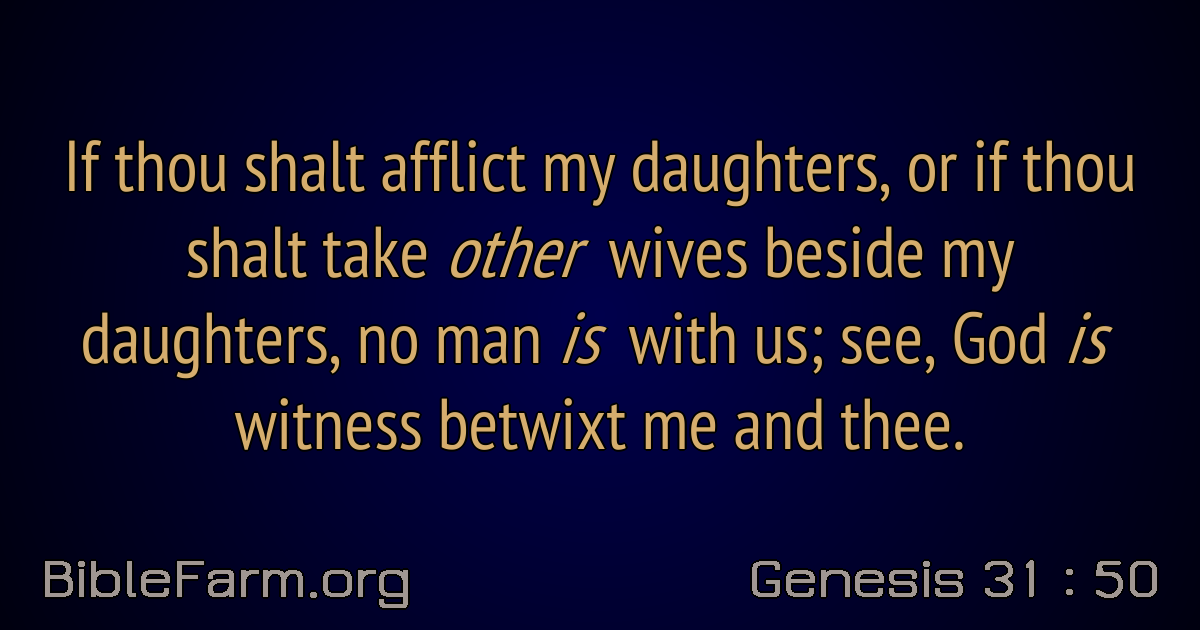 If thou shalt afflict my daughters, or if thou
shalt take other wives beside my
daughters, no man is with us; see, God is
witness betwixt me and thee.
BibleFarm.org
Genesis 31 : 50